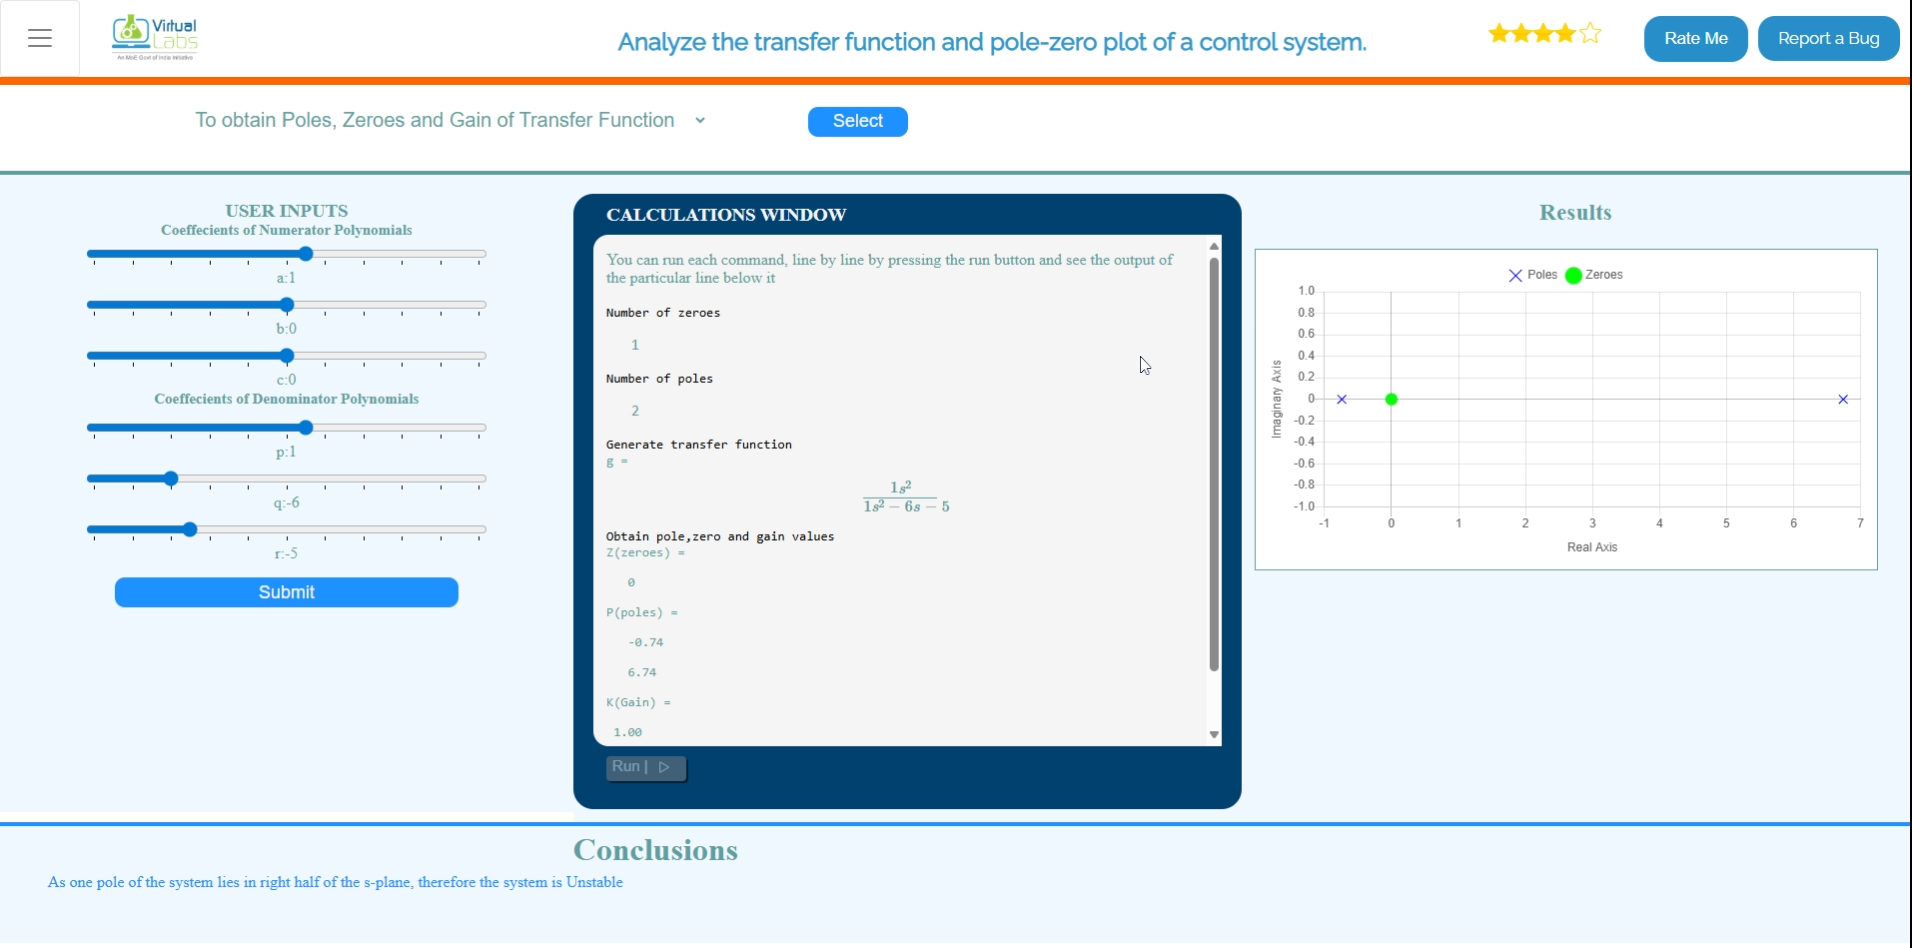 Virtual
Labs
An MoE Govt of India Initiative
Analyze the transfer function and pole-zero plot of a control system.
Rate Me
Report a Bug
To obtain Poles, Zeroes and Gain of Transfer Function
Select
USER INPUTS
Coeffecients of Numerator Polynomials
a:1
b:0
c:0
Coeffecients of Denominator Polynomials
p:1
q:-6
r:-5
Submit
CALCULATIONS WINDOW
You can run each command, line by line by pressing the run button and see the output of
the particular line below it
Number of zeroes
1
Number of poles
2
Generate transfer function
g =
1s²
1s² − 6s − 5
Obtain pole,zero and gain values
Z(zeroes) =
0
P(poles) =
-0.74
6.74
K(Gain) =
1.00
Run |
Results
Poles Zeroes
1.0
0.8
0.6
0.4
0.2
0
-0.2
-0.4
-0.6
-0.8
-1.0
Imaginary Axis
-1 0 1 2 3 4 5 6 7
Real Axis
Conclusions
As one pole of the system lies in right half of the s-plane, therefore the system is Unstable